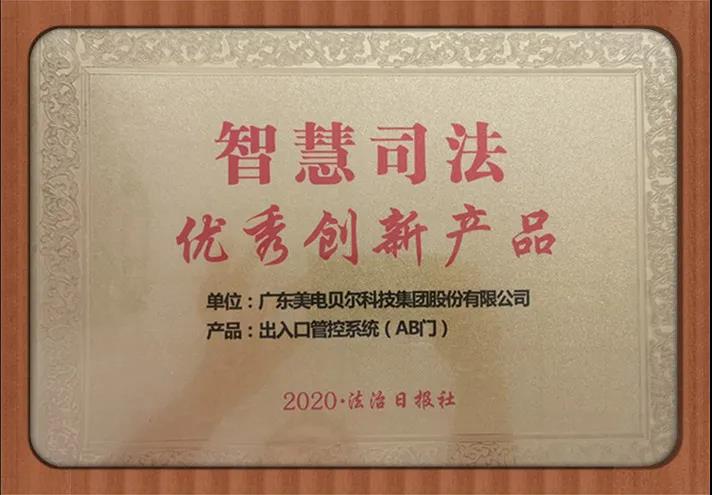 智慧司法
优秀创新产品
单位：广东美电贝尔科技集团股份有限公司
产品：出入口管控系统（AB门）
2020·法治日报社